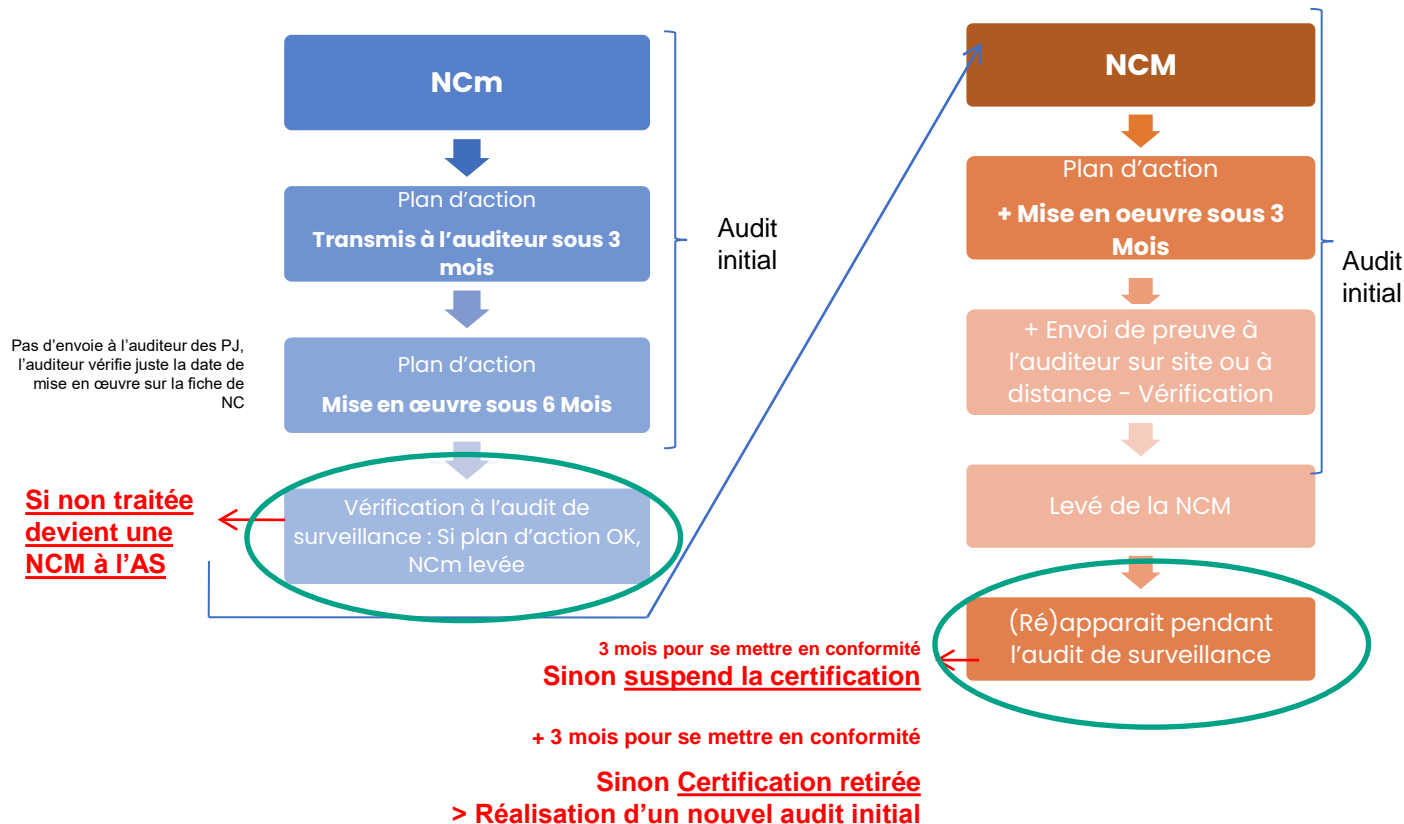 NCm
Plan d’action
Transmis à l’auditeur sous 3
mois
Audit
initial
Pas d’envoie à l’auditeur des PJ,
l’auditeur vérifie juste la date de
mise en œuvre sur la fiche de
NC
Plan d’action
Mise en œuvre sous 6 Mois
Si non traitée
devient une
NCM à l’AS
Vérification à l’audit de
surveillance : Si plan d’action OK,
NCm levée
NCM
Plan d’action
+ Mise en oeuvre sous 3
Mois
Audit
initial
+ Envoi de preuve à
l’auditeur sur site ou à
distance - Vérification
Levé de la NCM
(Ré)apparait pendant
l’audit de surveillance
3 mois pour se mettre en conformité
Sinon suspend la certification
+ 3 mois pour se mettre en conformité
Sinon Certification retirée
> Réalisation d’un nouvel audit initial